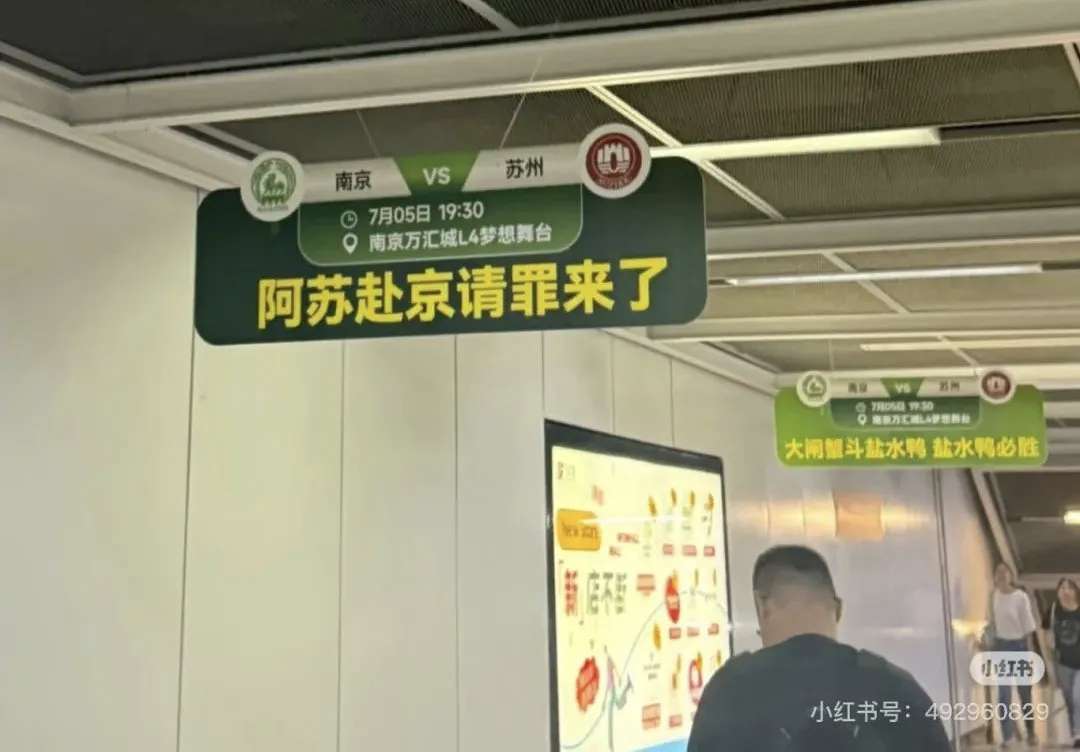 南京 VS 苏州
7月05日 19:30
南京万汇城L4梦想舞台
阿苏赴京请罪来了
南京 VS 苏州
7月05日 19:30
南京万汇城L4梦想舞台
大闸蟹斗盐水鸭 盐水鸭必胜
New Store
小红书
小红书号：492960829